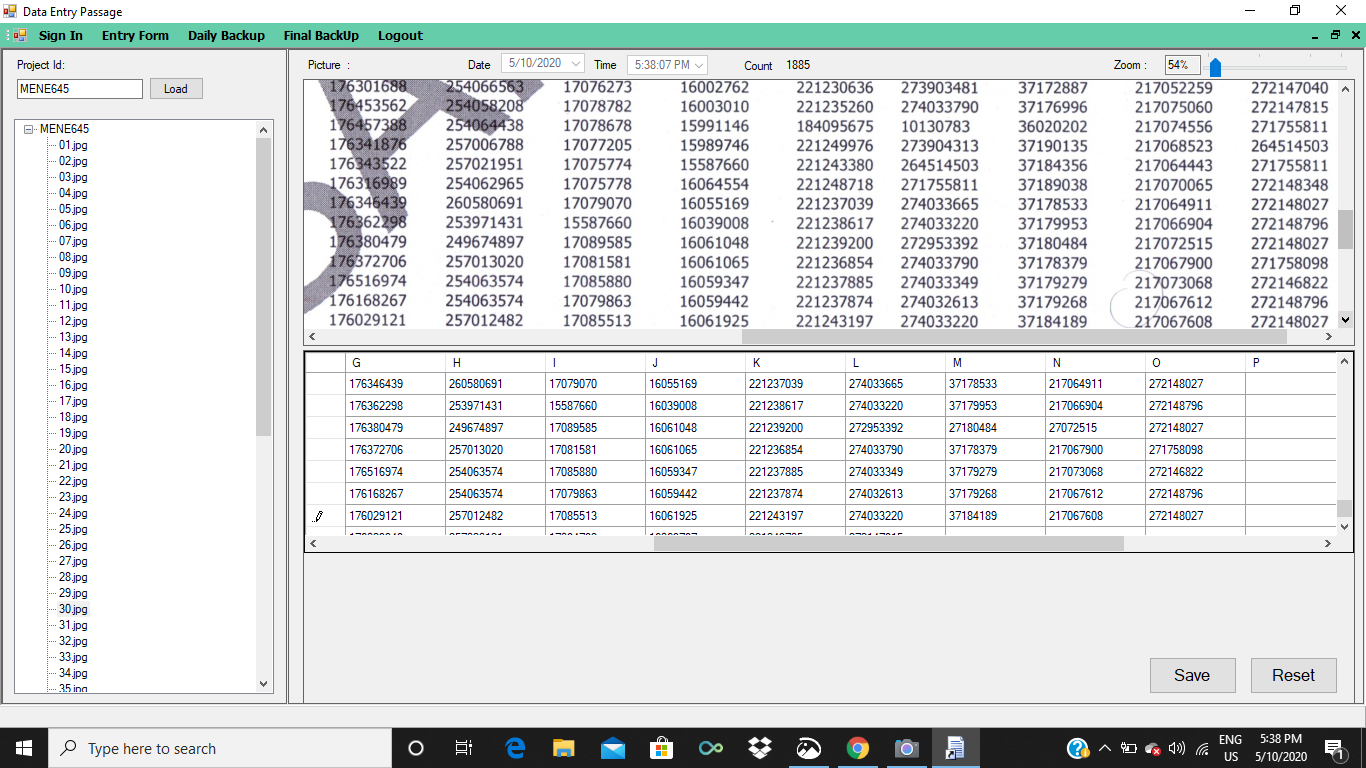 Data Entry Passage
Sign In Entry Form Daily Backup Final BackUp Logout
Project Id:
MENE645 Load
MENE645
01.jpg
02.jpg
03.jpg
04.jpg
05.jpg
06.jpg
07.jpg
08.jpg
09.jpg
10.jpg
11.jpg
12.jpg
13.jpg
14.jpg
15.jpg
16.jpg
17.jpg
18.jpg
19.jpg
20.jpg
21.jpg
22.jpg
23.jpg
24.jpg
25.jpg
26.jpg
27.jpg
28.jpg
29.jpg
30.jpg
31.jpg
32.jpg
33.jpg
34.jpg
35.jpg
Picture : Date 5/10/2020 Time 5:38:07 PM Count 1885 Zoom : 54%
176301688 254066563 17076273 16002762 221230636 273903481 37172887 217052259 272147040
176453562 254058208 17078782 16003010 221235260 274033790 37176996 217075060 272147815
176457388 254064438 17078678 15991146 184095675 10130783 36020202 217074556 271755811
176341876 257006788 17077205 15989746 221249976 273904313 37190135 217068523 264514503
176343522 257021951 17075774 15587660 221243380 264514503 37184356 217064443 271755811
176316989 254062965 17075778 16064554 221248718 271755811 37189038 217070065 272148348
176346439 260580691 17079070 16055169 221237039 274033665 37178533 217064911 272148027
176362298 253971431 15587660 16039008 221238617 274033220 37179953 217066904 272148796
176380479 249674897 17089585 16061048 221239200 272953392 37180484 217072515 272148027
176372706 257013020 17081581 16061065 221236854 274033790 37178379 217067900 271758098
176516974 254063574 17085880 16059347 221237885 274033349 37179279 217073068 272146822
176168267 254063574 17079863 16059442 221237874 274032613 37179268 217067612 272148796
176029121 257012482 17085513 16061925 221243197 274033220 37184189 217067608 272148027
G H I J K L M N O P
176346439 260580691 17079070 16055169 221237039 274033665 37178533 217064911 272148027
176362298 253971431 15587660 16039008 221238617 274033220 37179953 217066904 272148796
176380479 249674897 17089585 16061048 221239200 272953392 27180484 27072515 272148027
176372706 257013020 17081581 16061065 221236854 274033790 37178379 217067900 271758098
176516974 254063574 17085880 16059347 221237885 274033349 37179279 217073068 272146822
176168267 254063574 17079863 16059442 221237874 274032613 37179268 217067612 272148796
176029121 257012482 17085513 16061925 221243197 274033220 37184189 217067608 272148027
Save Reset
Type here to search
ENG
US
5:38 PM
5/10/2020
1